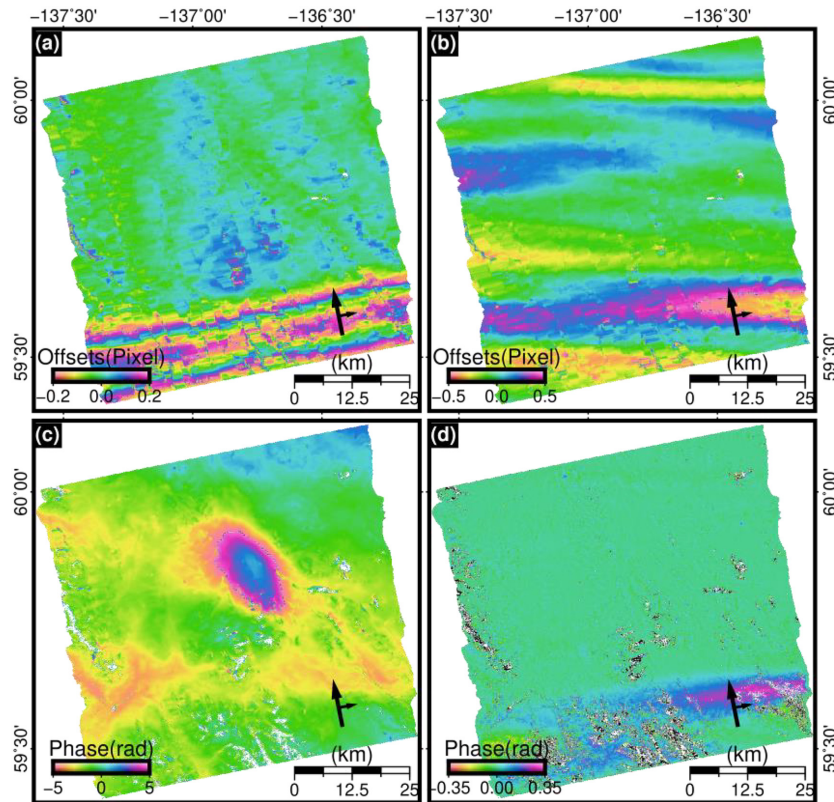 −137˚30' −137˚00' −136˚30' −137˚00' −136˚30'
(a) (b)
60˚00' 60˚00'
59˚30' 59˚30'
Offsets(Pixel) (km) Offsets(Pixel) (km)
−0.2 0.0 0.2 0 12.5 25 −0.5 0.0 0.5 0 12.5 25
(c) (d)
60˚00' 60˚00'
59˚30' 59˚30'
Phase(rad) (km) Phase(rad) (km)
−5 0 5 0 12.5 25 −0.35 0.00 0.95 0 12.5 25